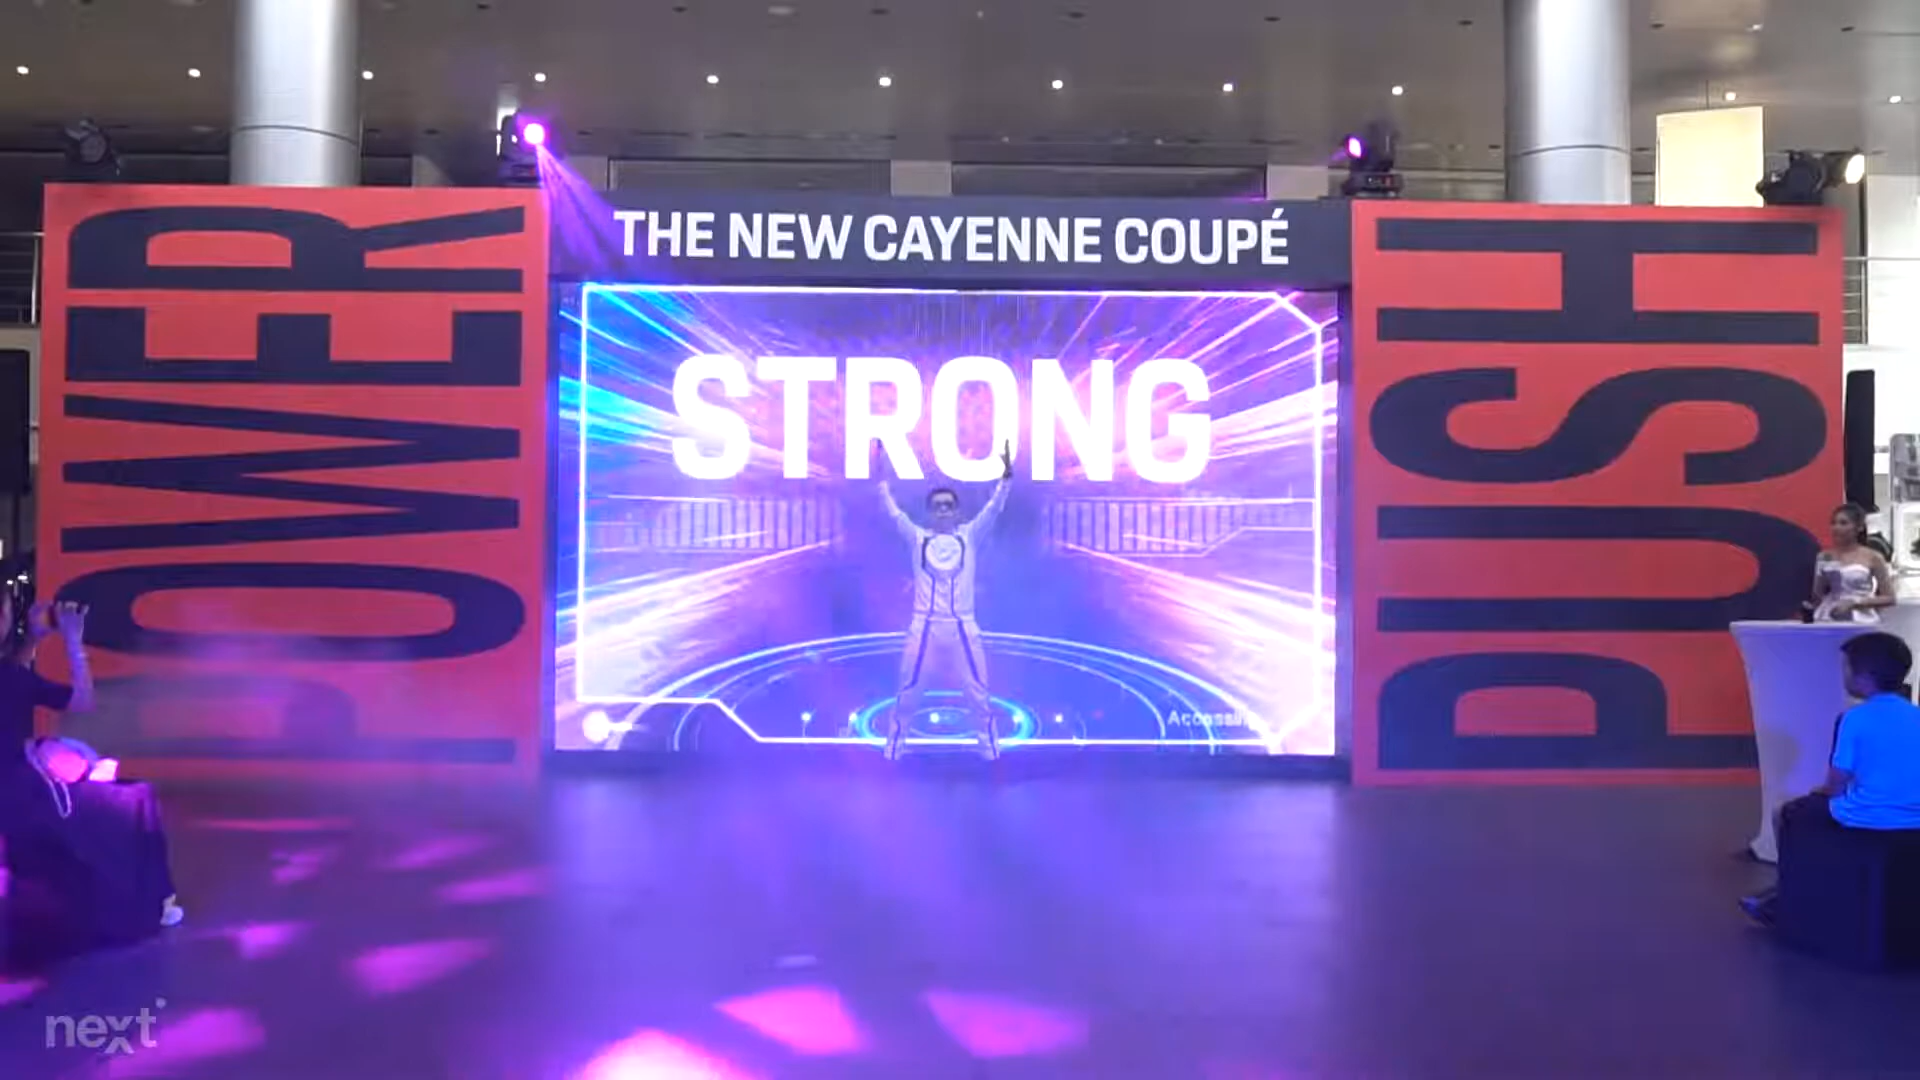 THE NEW CAYENNE COUPÉ
POWER
STRONG
PUSH
next